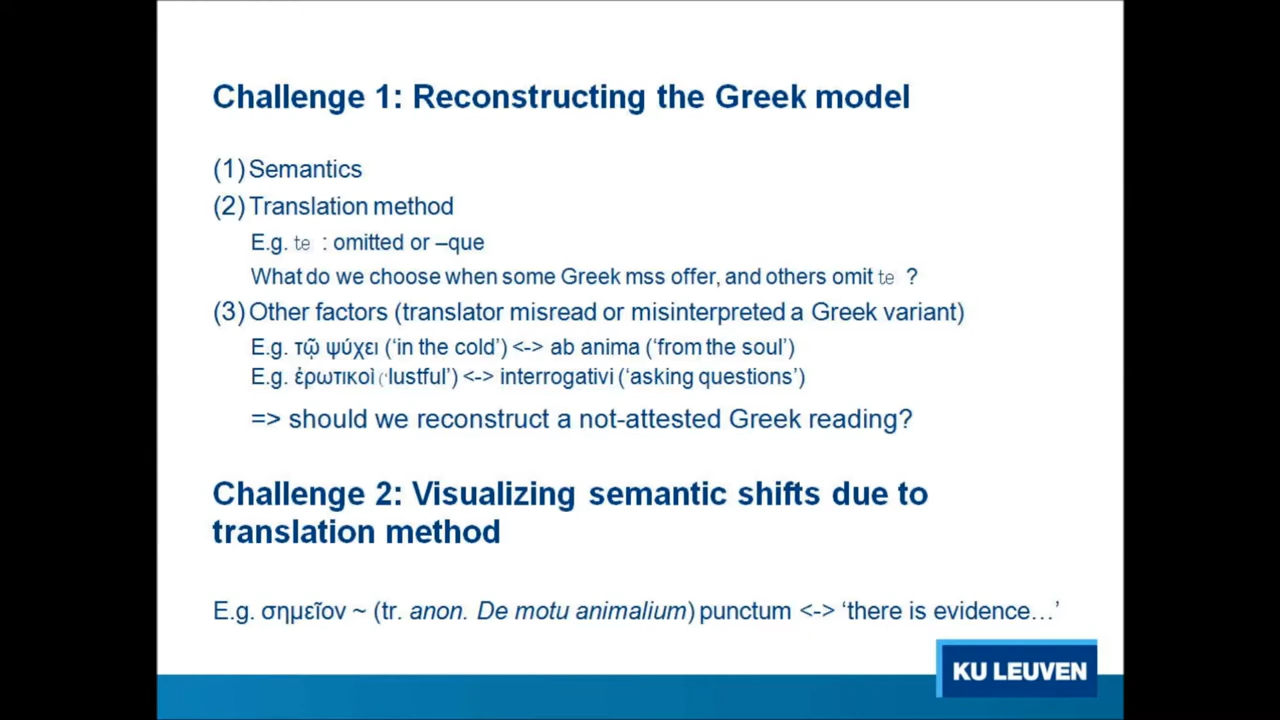 Challenge 1: Reconstructing the Greek model
(1) Semantics
(2) Translation method
E.g. te : omitted or –que
What do we choose when some Greek mss offer, and others omit te ?
(3) Other factors (translator misread or misinterpreted a Greek variant)
E.g. τῷ ψύχει (‘in the cold’) <-> ab anima (‘from the soul’)
E.g. ἐρωτικοὶ (‘lustful’) <-> interrogativi (‘asking questions’)
=> should we reconstruct a not-attested Greek reading?
Challenge 2: Visualizing semantic shifts due to
translation method
E.g. σημεῖον ~ (tr. anon. De motu animalium) punctum <-> ‘there is evidence…’
KU LEUVEN